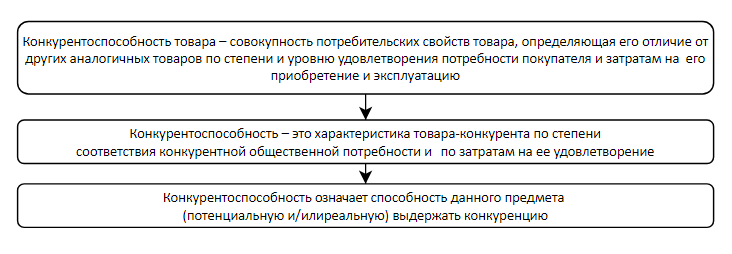 Конкурентоспособность товара – совокупность потребительских свойств товара, определяющая его отличие от
других аналогичных товаров по степени и уровню удовлетворения потребности покупателя и затратам на его
приобретение и эксплуатацию
Конкурентоспособность – это характеристика товара-конкурента по степени
соответствия конкурентной общественной потребности и по затратам на ее удовлетворение
Конкурентоспособность означает способность данного предмета
(потенциальную и/илиреальную) выдержать конкуренцию